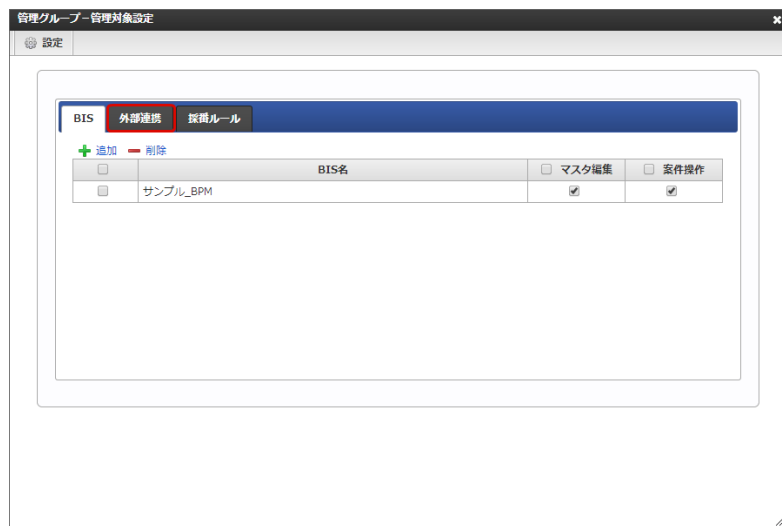 管理グループ－管理対象設定
設定
BIS 外部連携 採番ルール
追加 削除
BIS名 マスタ編集 案件操作
サンプル_BPM